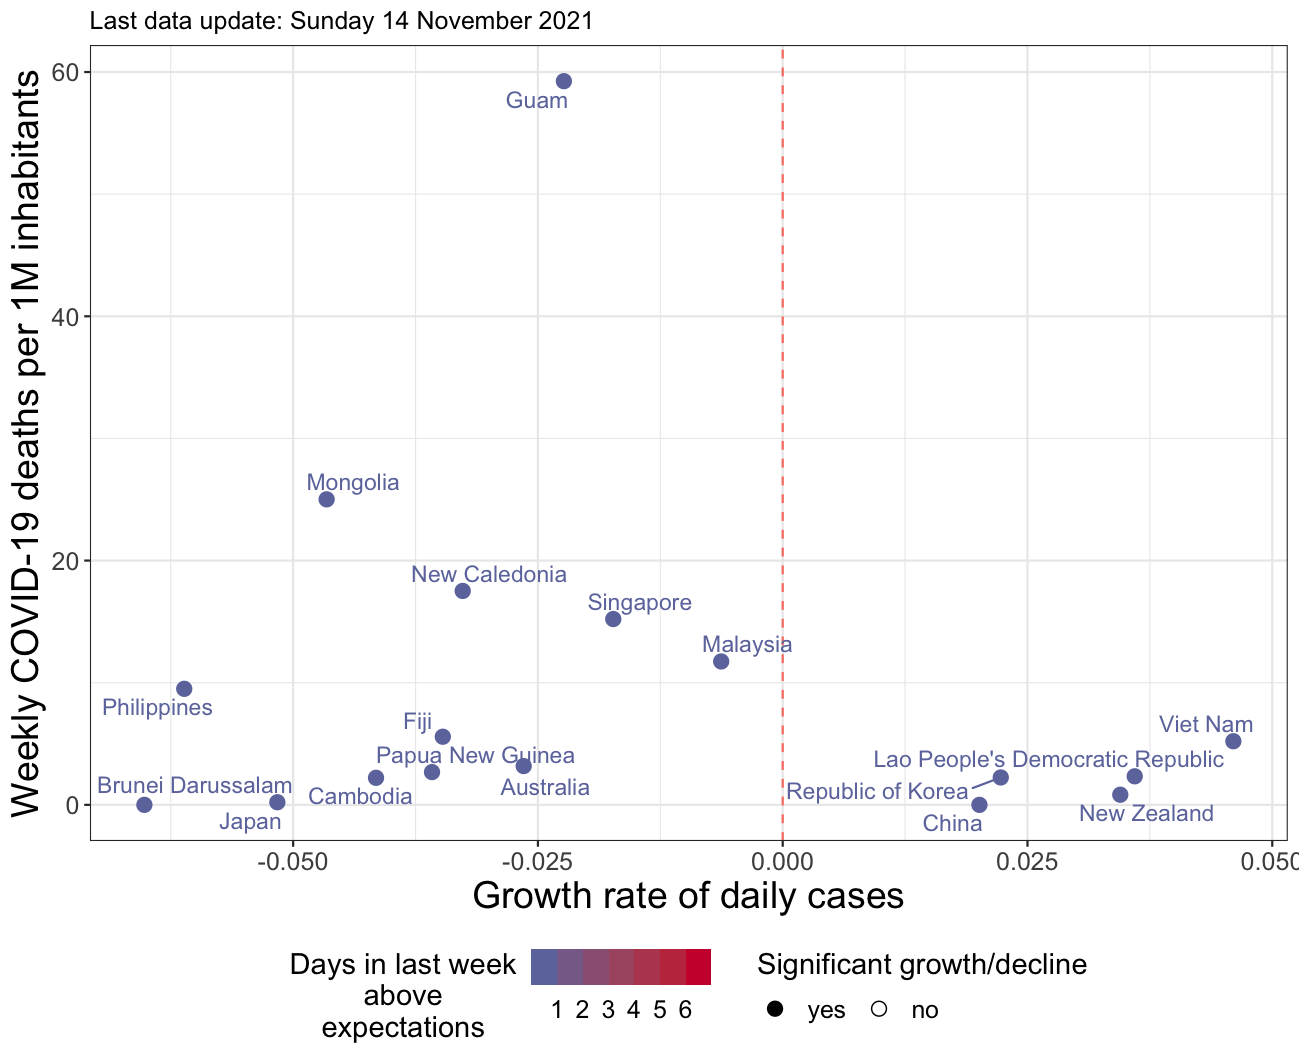 Last data update: Sunday 14 November 2021
Weekly COVID-19 deaths per 1M inhabitants
60
40
20
0
Guam
Mongolia
New Caledonia
Singapore
Malaysia
Philippines
Fiji
Viet Nam
Papua New Guinea
Lao People's Democratic Republic
Brunei Darussalam
Australia
Republic of Korea
Cambodia
New Zealand
Japan
China
-0.050
-0.025
0.000
0.025
0.050
Growth rate of daily cases
Days in last week
above
expectations
1 2 3 4 5 6
Significant growth/decline
yes
no